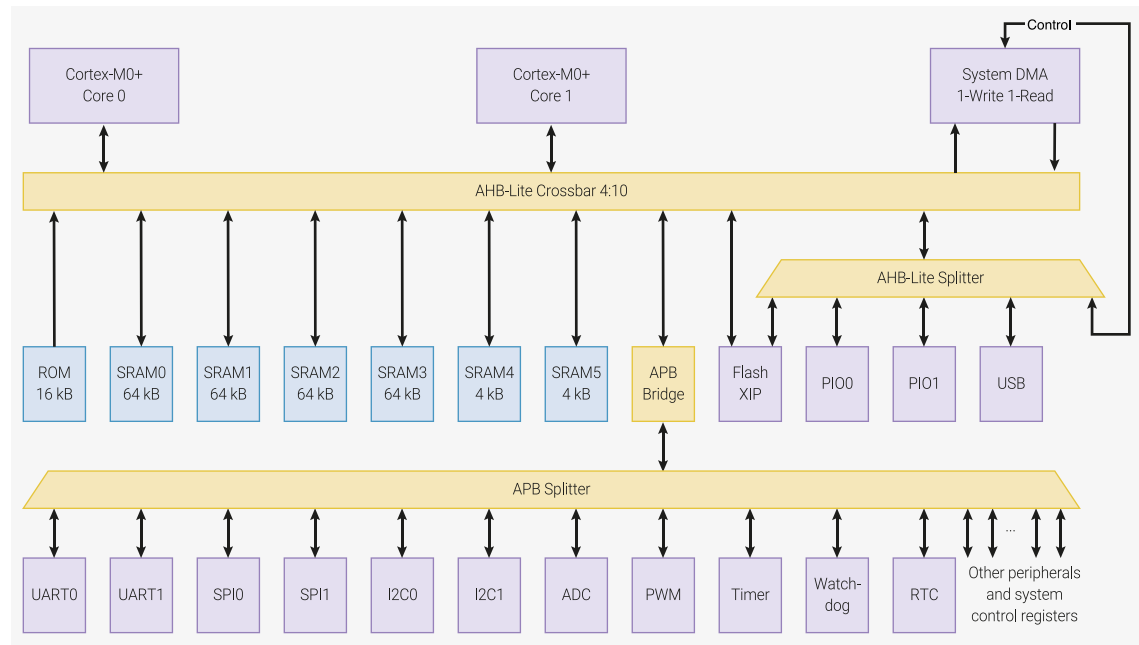 Control
Cortex-M0+
Core 0
Cortex-M0+
Core 1
System DMA
1-Write 1-Read
AHB-Lite Crossbar 4:10
AHB-Lite Splitter
ROM
16 kB
SRAM0
64 kB
SRAM1
64 kB
SRAM2
64 kB
SRAM3
64 kB
SRAM4
4 kB
SRAM5
4 kB
APB
Bridge
Flash
XIP
PIO0
PIO1
USB
APB Splitter
...
UART0
UART1
SPI0
SPI1
I2C0
I2C1
ADC
PWM
Timer
Watch-
dog
RTC
Other peripherals
and system
control registers